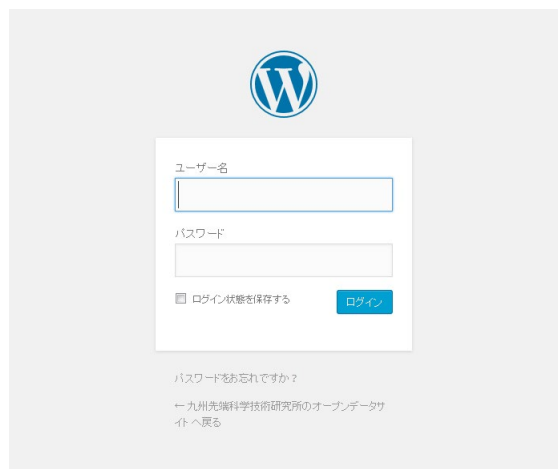 ユーザー名
パスワード
ログイン状態を保存する
ログイン
パスワードをお忘れですか ?
← 九州先端科学技術研究所のオープンデータサ
イト へ戻る